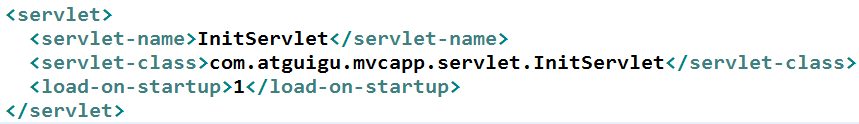 <servlet>
<servlet-name>InitServlet</servlet-name>
<servlet-class>com.atguigu.mvcapp.servlet.InitServlet</servlet-class>
<load-on-startup>1</load-on-startup>
</servlet>